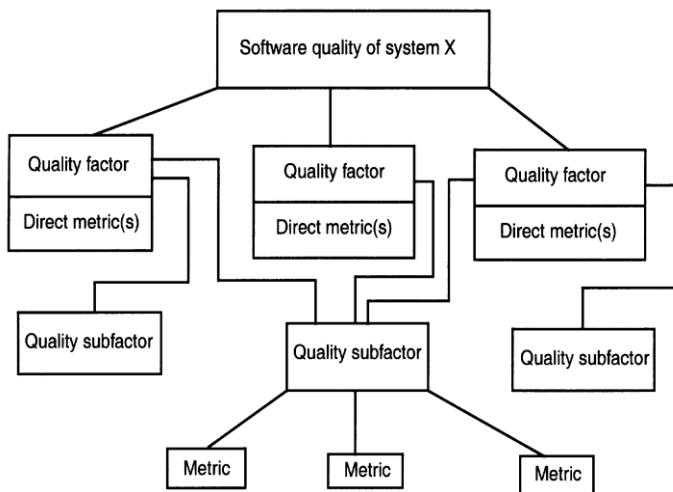 Software quality of system X
Quality factor
Direct metric(s)
Quality factor
Direct metric(s)
Quality factor
Direct metric(s)
Quality subfactor
Quality subfactor
Quality subfactor
Metric
Metric
Metric